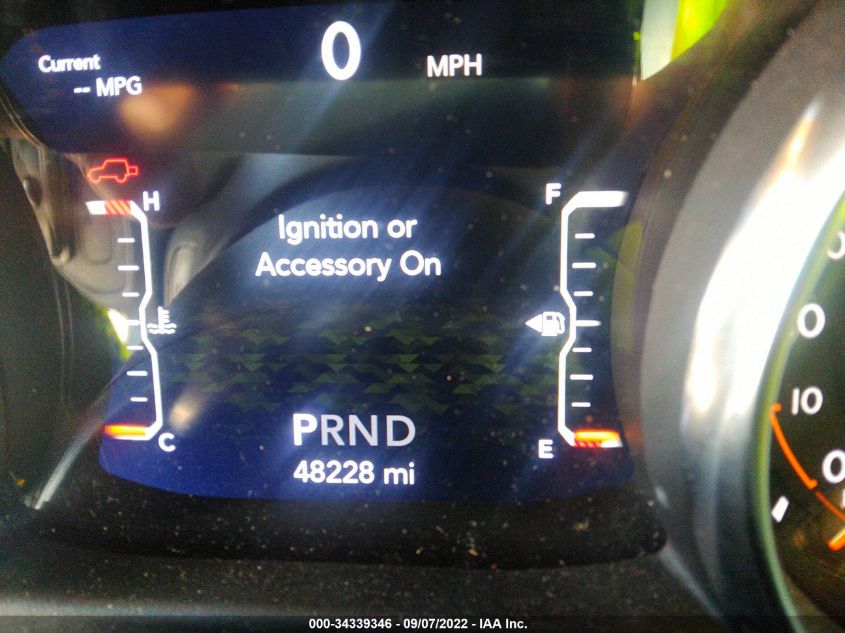 Current
-- MPG
0
MPH
H
F
Ignition or
Accessory On
C
E
PRND
48228 mi
10
0
000-34339346 - 09/07/2022 - IAA Inc.